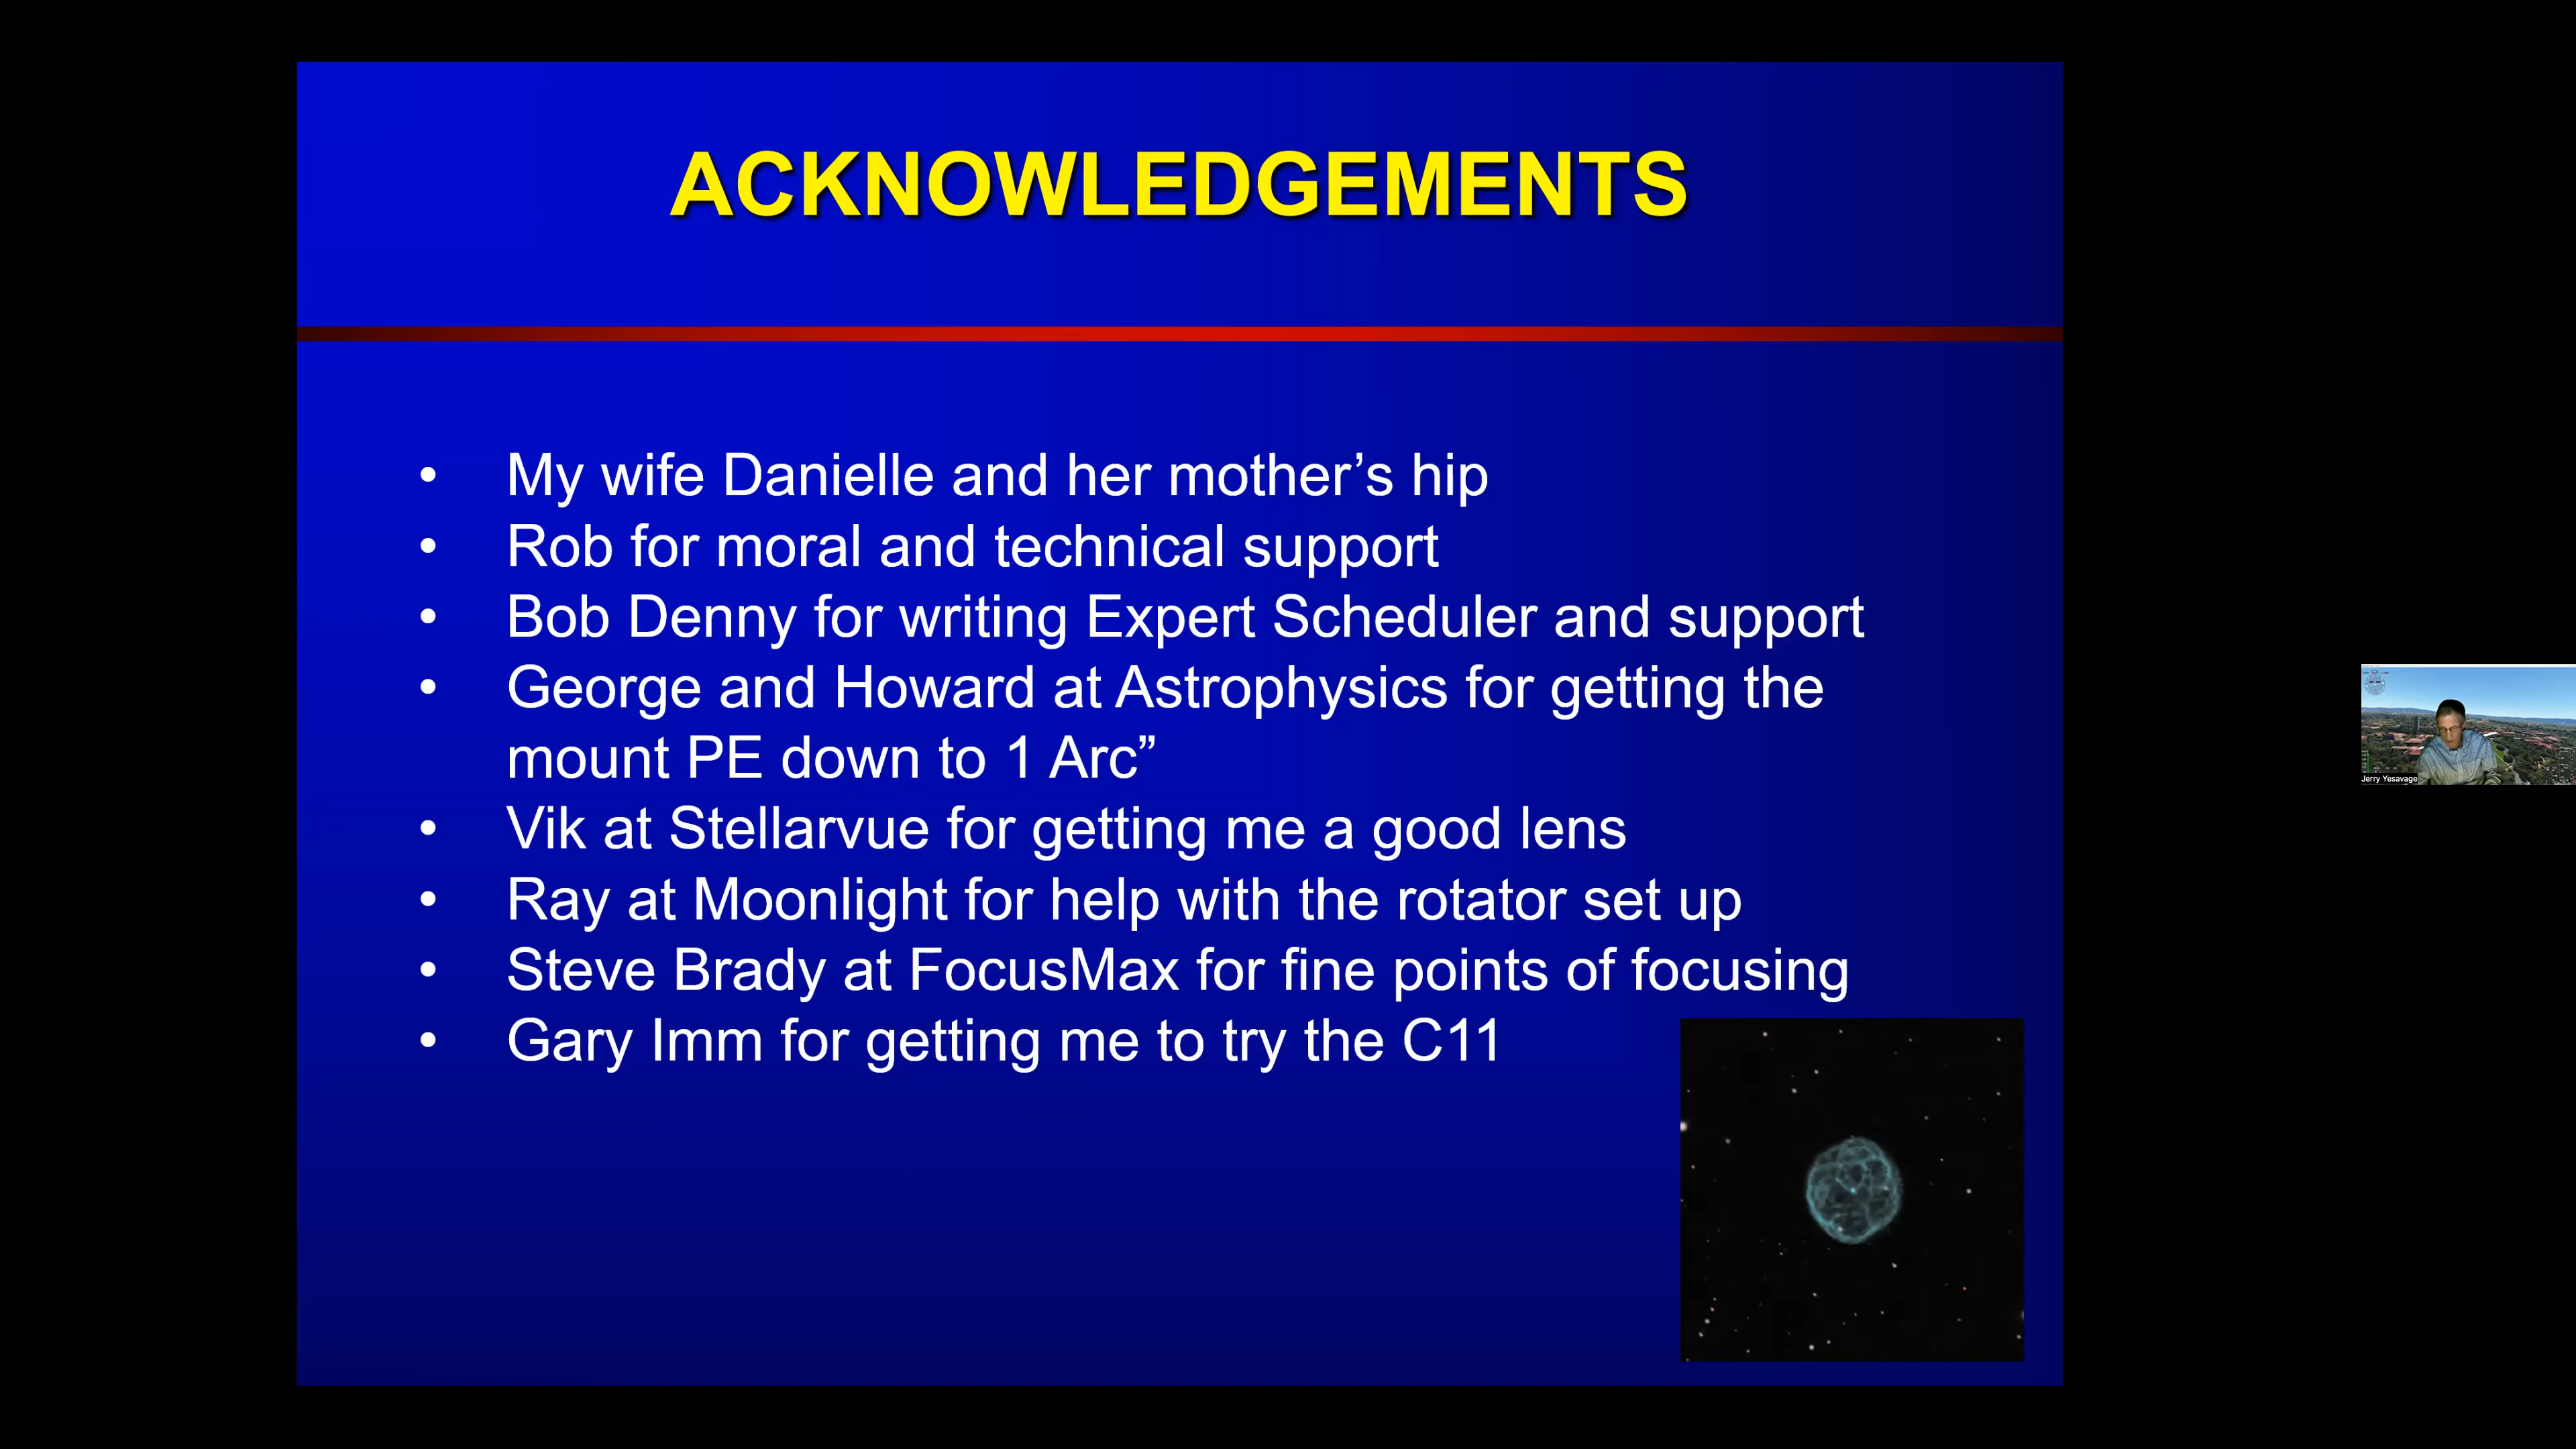 ACKNOWLEDGEMENTS
• My wife Danielle and her mother’s hip
• Rob for moral and technical support
• Bob Denny for writing Expert Scheduler and support
• George and Howard at Astrophysics for getting the
mount PE down to 1 Arc”
• Vik at Stellarvue for getting me a good lens
• Ray at Moonlight for help with the rotator set up
• Steve Brady at FocusMax for fine points of focusing
• Gary Imm for getting me to try the C11
Jerry Yesavage